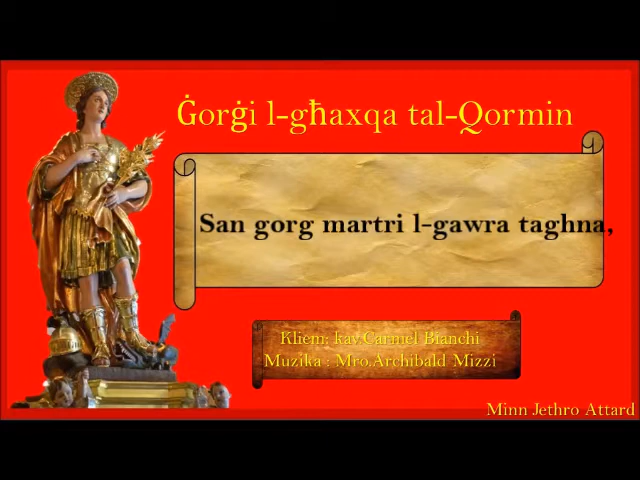 Ġorġi l-għaxqa tal-Qormin
San gorg martri l-gawra taghna,
Kliem: kav.Carmel Bianchi
Muzika : Mro.Archibald Mizzi
Minn Jethro Attard